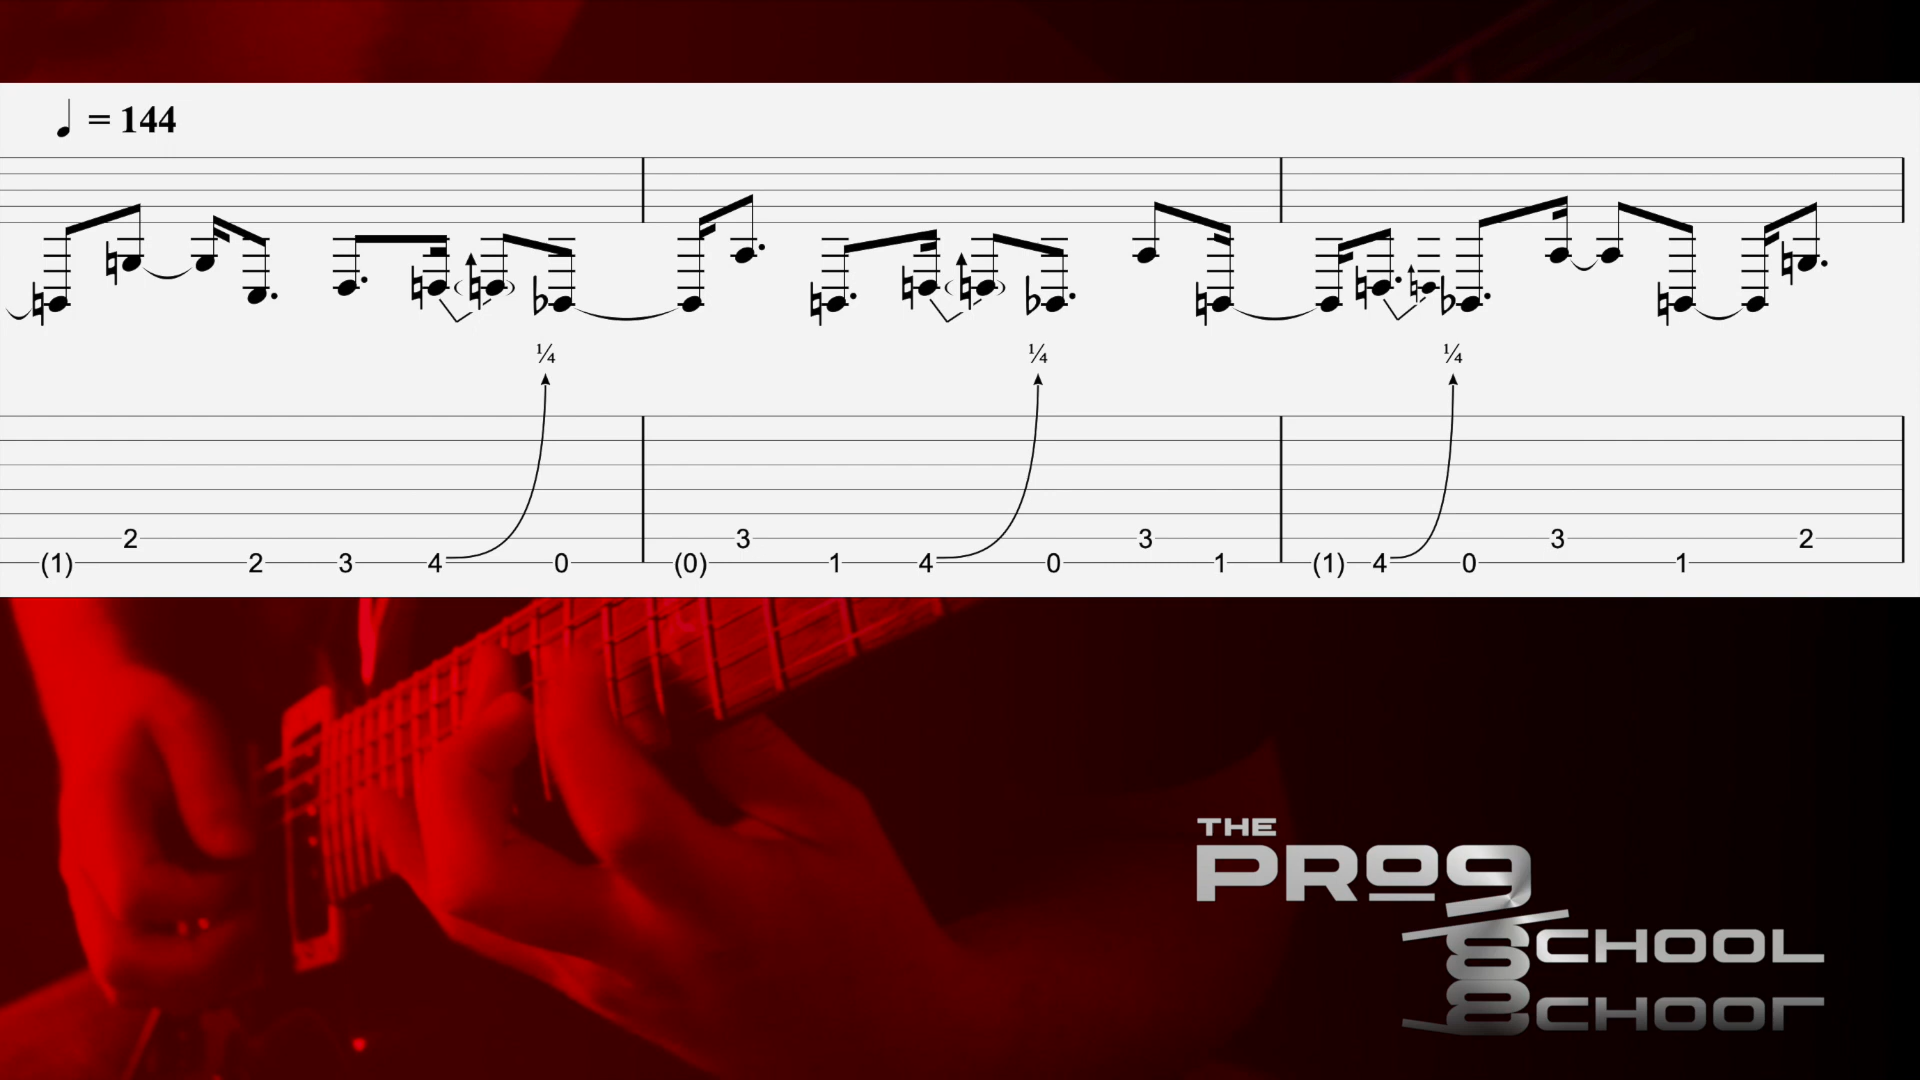 ♩ = 144
¼ ¼ ¼
2 3 3 3 2
(1) 2 3 4 0 (0) 1 4 0 1 (1) 4 0 1
THE
PROG
SCHOOL